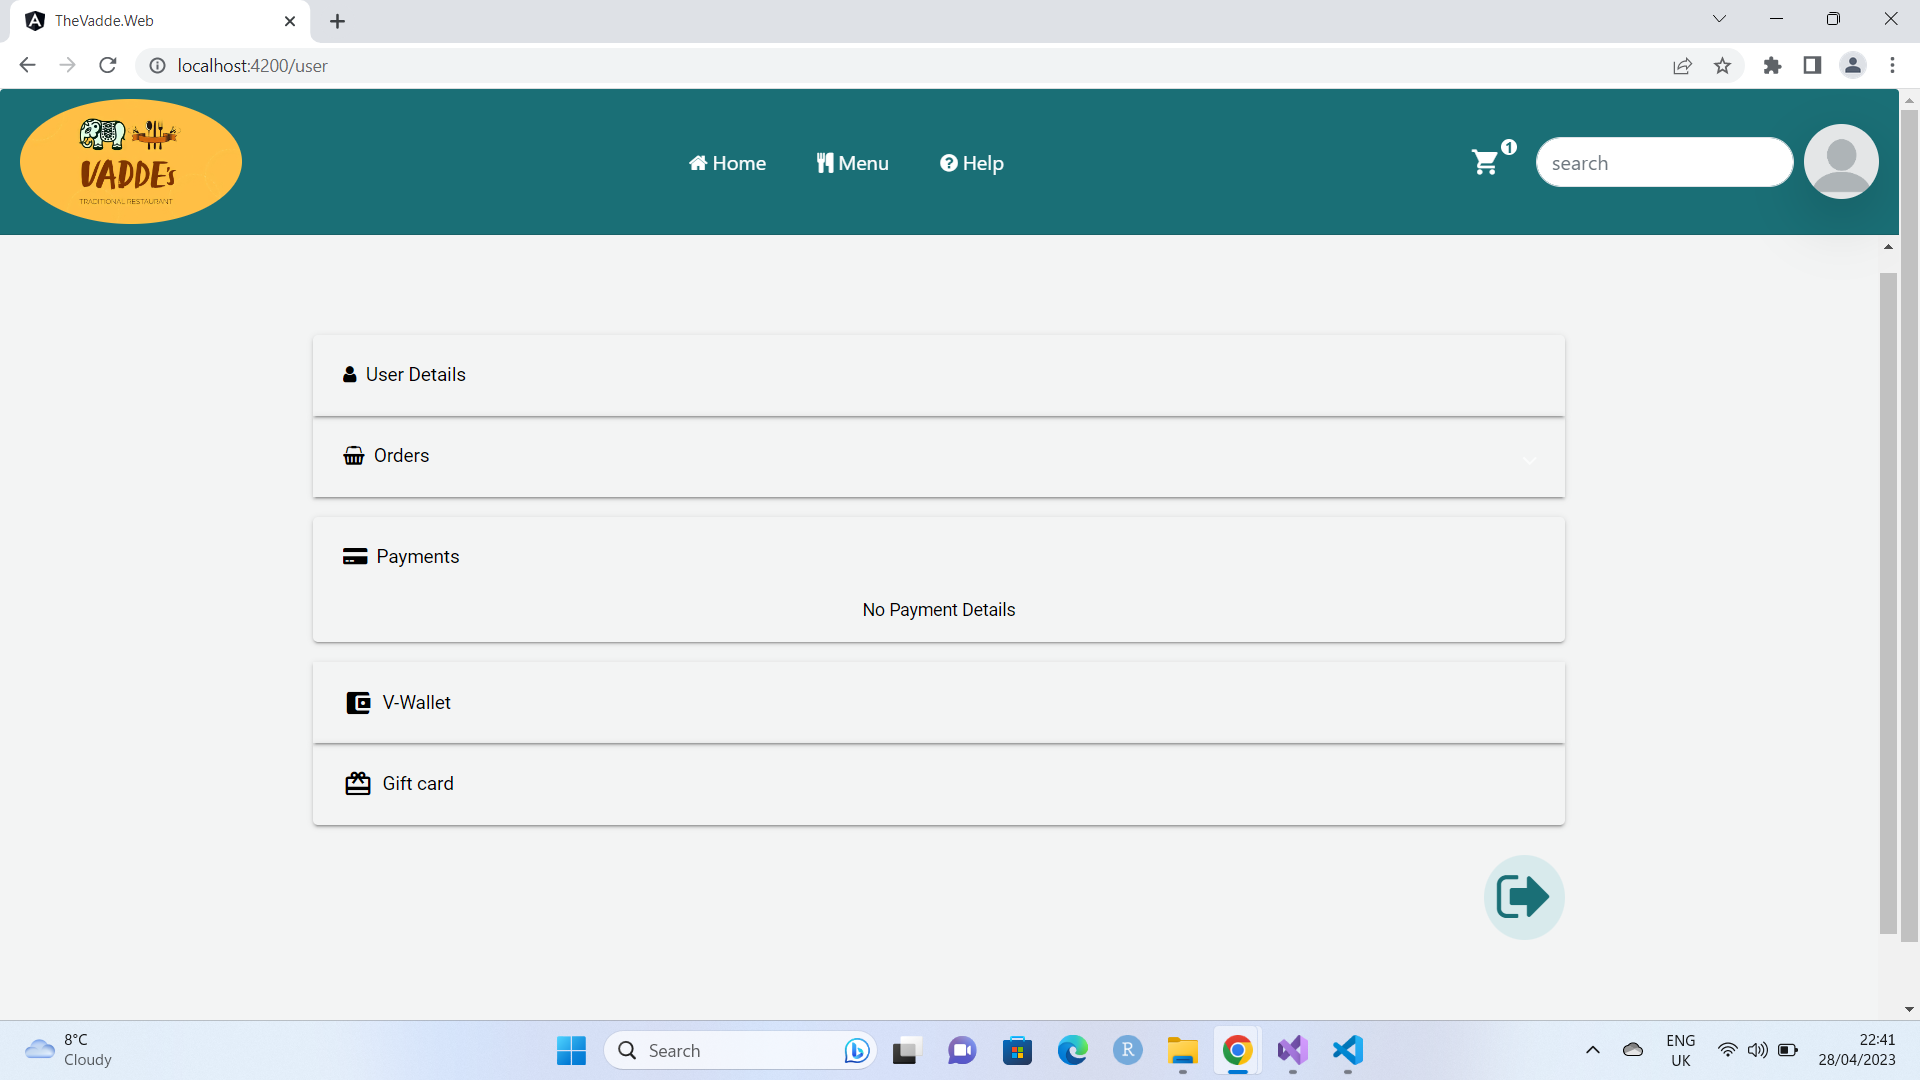 TheVadde.Web
localhost:4200/user
VADDE's
TRADITIONAL RESTAURANT
Home
Menu
Help
1
search
User Details
Orders
Payments
No Payment Details
V-Wallet
Gift card
8°C
Cloudy
Search
R
ENG
UK
22:41
28/04/2023